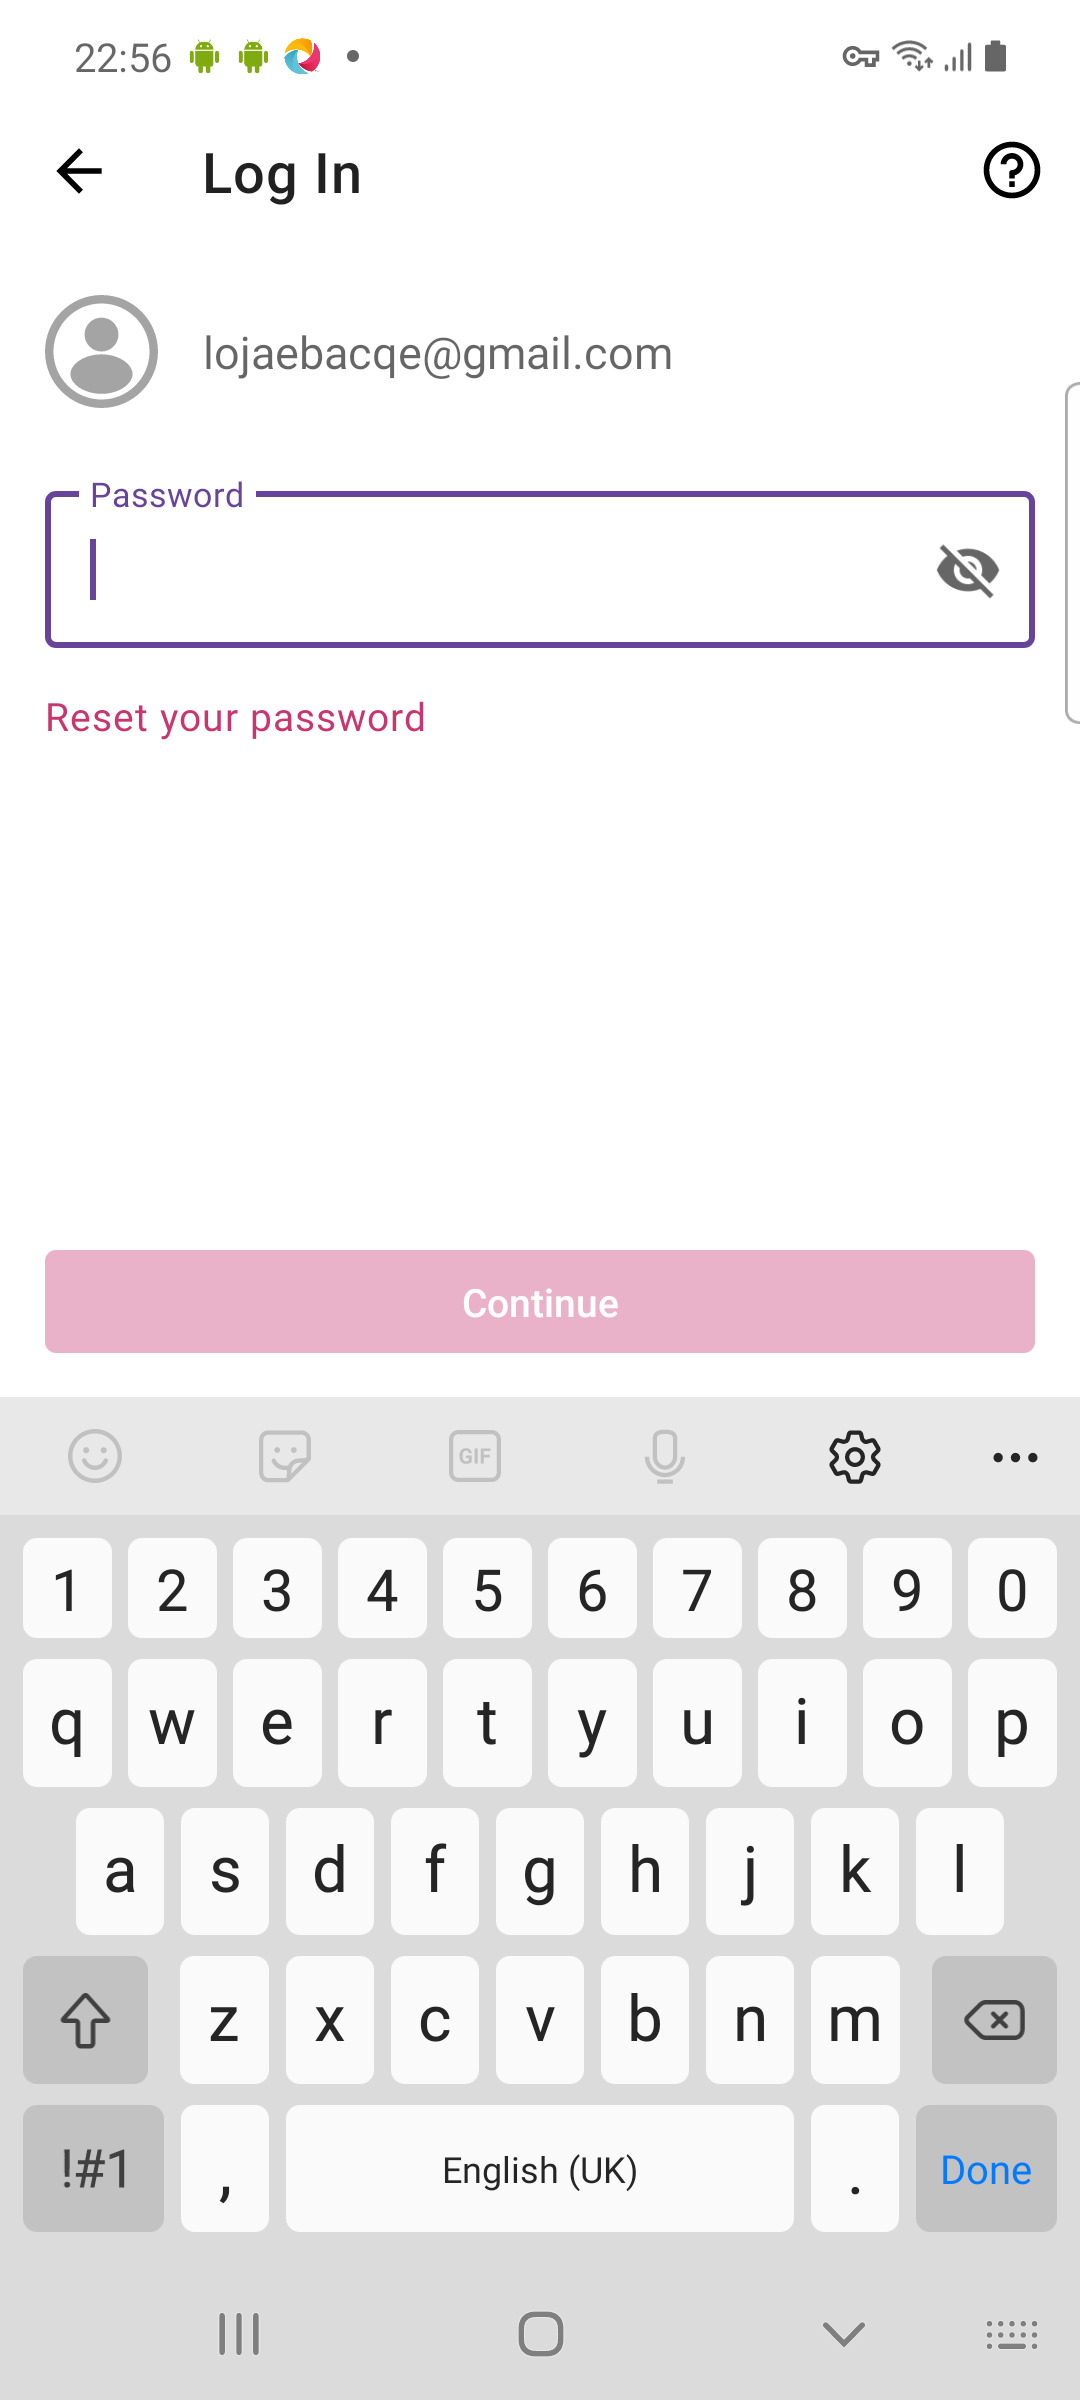 22:56
Log In
lojaebacqe@gmail.com
Password
Reset your password
Continue
GIF
1 2 3 4 5 6 7 8 9 0
q w e r t y u i o p
a s d f g h j k l
z x c v b n m
!#1 , English (UK) . Done